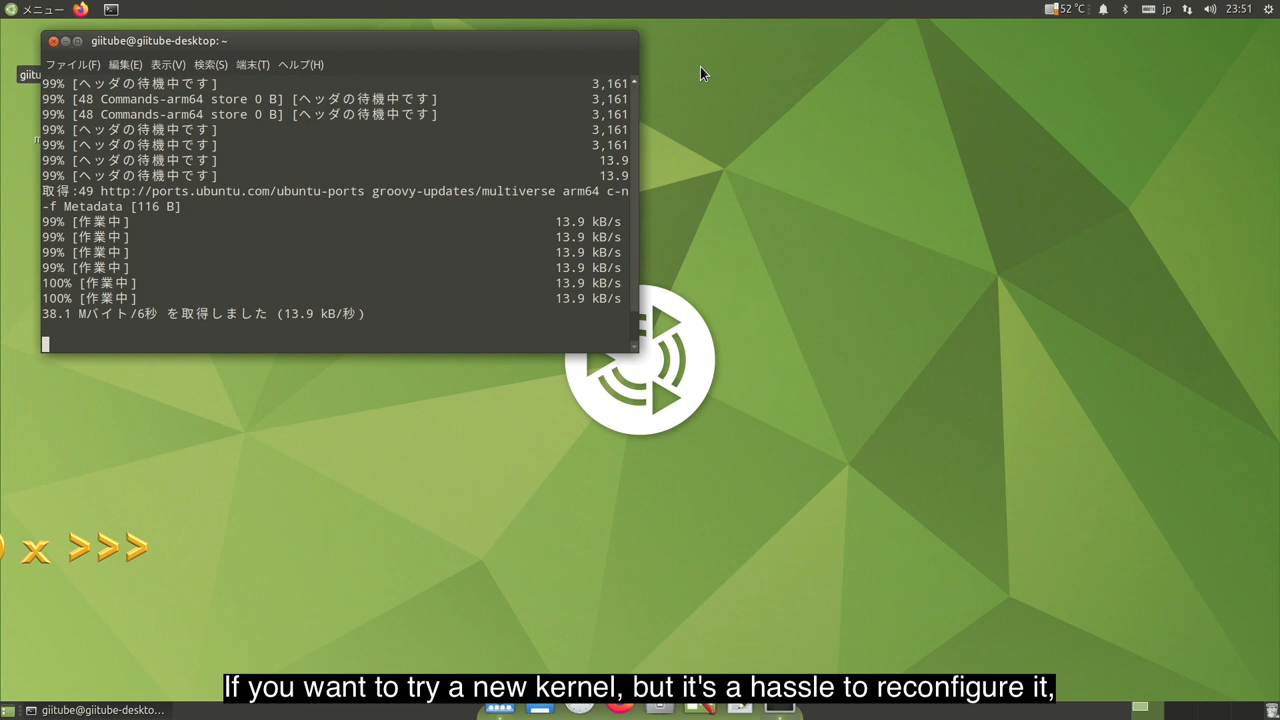 メニュー
52 °C
jp
23:51
giitube@giitube-desktop: ~
ファイル(F) 編集(E) 表示(V) 検索(S) 端末(T) ヘルプ(H)
giitu
99% [ヘッダの待機中です] 3,161
99% [48 Commands-arm64 store 0 B] [ヘッダの待機中です] 3,161
99% [48 Commands-arm64 store 0 B] [ヘッダの待機中です] 3,161
99% [ヘッダの待機中です] 3,161
99% [ヘッダの待機中です] 3,161
99% [ヘッダの待機中です] 13.9
99% [ヘッダの待機中です] 13.9
取得:49 http://ports.ubuntu.com/ubuntu-ports groovy-updates/multiverse arm64 c-n
-f Metadata [116 B]
99% [作業中] 13.9 kB/s
99% [作業中] 13.9 kB/s
99% [作業中] 13.9 kB/s
99% [作業中] 13.9 kB/s
100% [作業中] 13.9 kB/s
100% [作業中] 13.9 kB/s
38.1 Mバイト/6秒 を取得しました (13.9 kB/秒)
x >>>
If you want to try a new kernel, but it's a hassle to reconfigure it,
giitube@giitube-deskto...